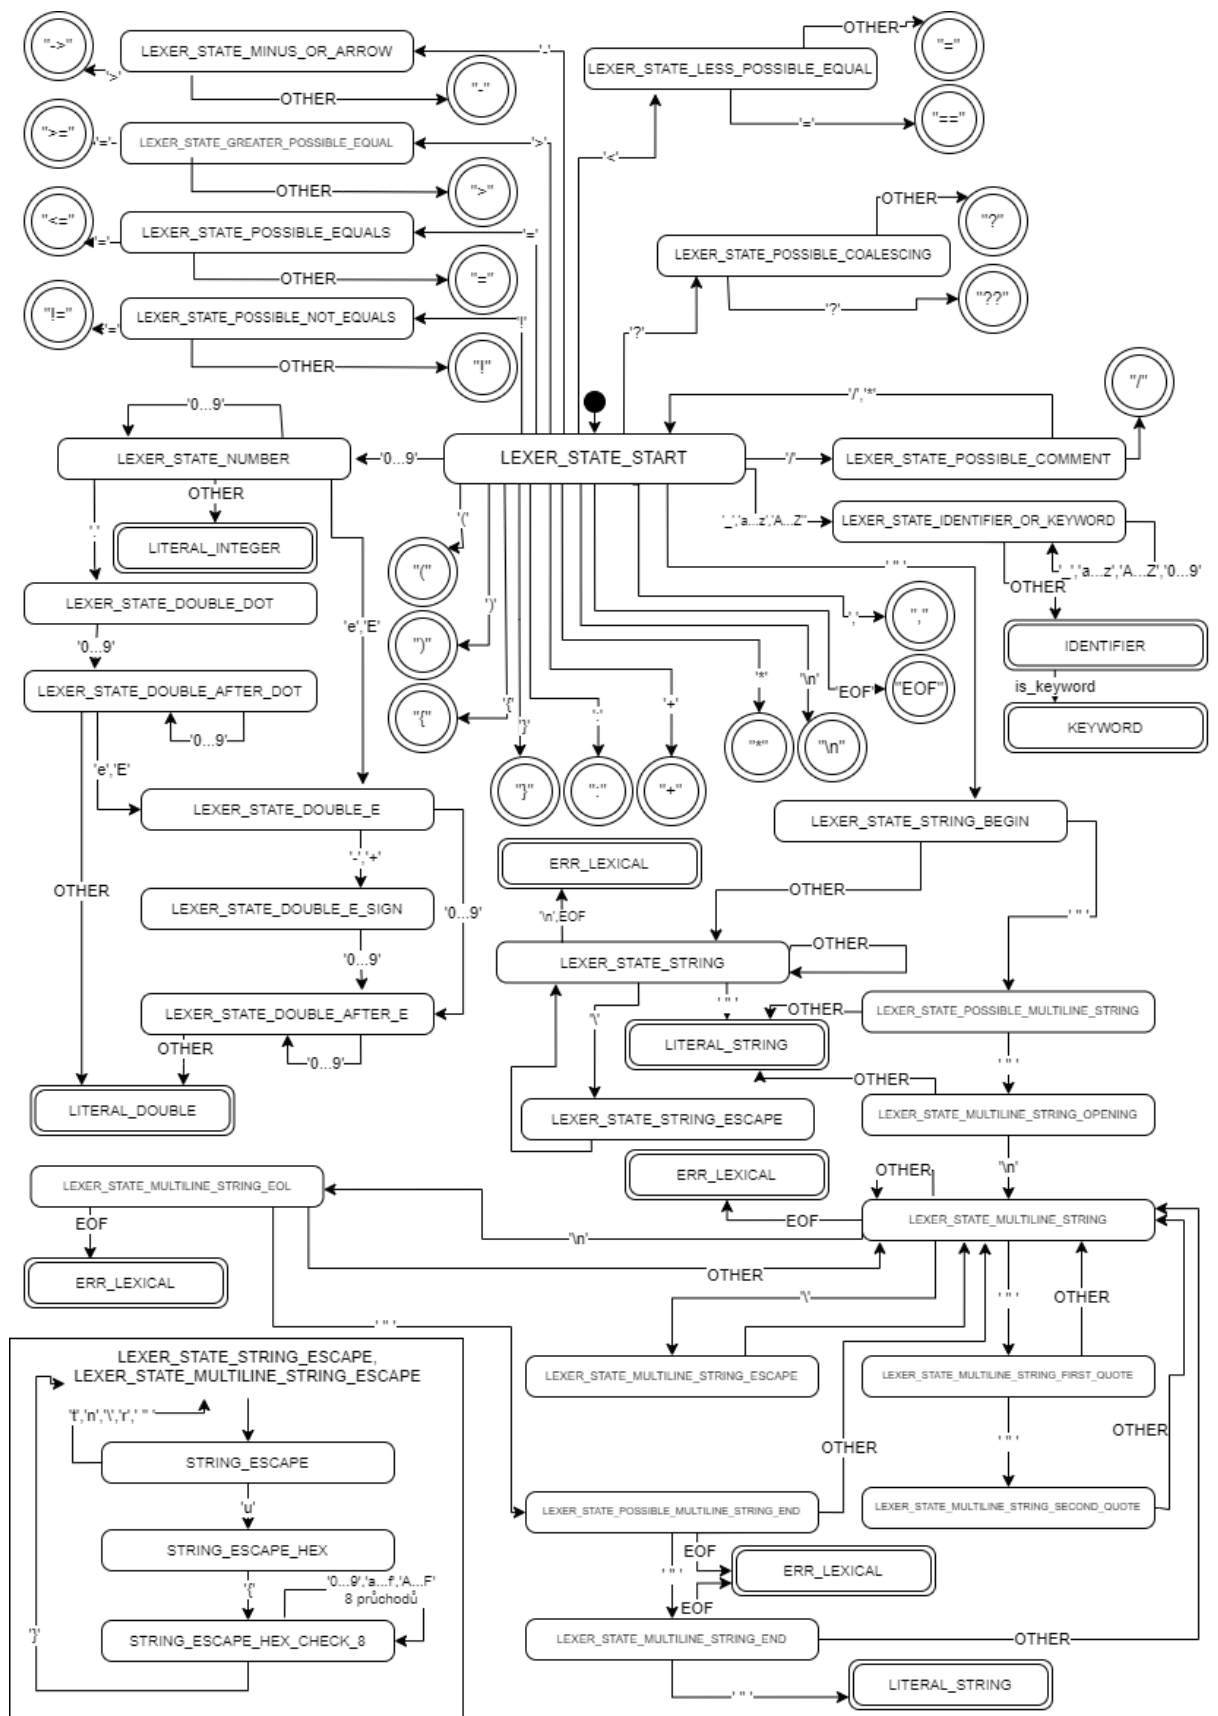 OTHER
"->"
LEXER_STATE_MINUS_OR_ARROW
'-'
"="
'>'
LEXER_STATE_LESS_POSSIBLE_EQUAL
"-"
OTHER
">="
'='
LEXER_STATE_GREATER_POSSIBLE_EQUAL
'>'
'='
"=="
'<'
OTHER
">"
"<="
'='
LEXER_STATE_POSSIBLE_EQUALS
'='
OTHER
"?"
LEXER_STATE_POSSIBLE_COALESCING
OTHER
"="
"??"
'?'
"!="
'='
LEXER_STATE_POSSIBLE_NOT_EQUALS
'!'
'?'
OTHER
"!"
"/"
'/','*'
'0...9'
LEXER_STATE_NUMBER
'0...9'
LEXER_STATE_START
'/'
LEXER_STATE_POSSIBLE_COMMENT
OTHER
'('
'_','a...z','A...Z"
LEXER_STATE_IDENTIFIER_OR_KEYWORD
'.'
LITERAL_INTEGER
"("
' " '
'_','a...z','A...Z','0...9'
OTHER
LEXER_STATE_DOUBLE_DOT
')'
','
","
'e','E'
'0...9'
")"
IDENTIFIER
LEXER_STATE_DOUBLE_AFTER_DOT
'*'
'\n'
'EOF'
"EOF"
is_keyword
'{'
"{"
'}'
':'
'+'
KEYWORD
'0...9'
"*"
"\n"
'e','E'
"}"
":"
"+"
LEXER_STATE_DOUBLE_E
LEXER_STATE_STRING_BEGIN
'-','+'
ERR_LEXICAL
OTHER
OTHER
LEXER_STATE_DOUBLE_E_SIGN
'0...9'
'\n',EOF
' " '
OTHER
'0...9'
LEXER_STATE_STRING
LEXER_STATE_DOUBLE_AFTER_E
'\'
' " '
OTHER
LEXER_STATE_POSSIBLE_MULTILINE_STRING
OTHER
'0...9'
LITERAL_STRING
' " '
OTHER
LITERAL_DOUBLE
LEXER_STATE_STRING_ESCAPE
LEXER_STATE_MULTILINE_STRING_OPENING
'\n'
ERR_LEXICAL
OTHER
LEXER_STATE_MULTILINE_STRING_EOL
EOF
EOF
LEXER_STATE_MULTILINE_STRING
'\n'
ERR_LEXICAL
OTHER
'\'
' " '
OTHER
' " '
LEXER_STATE_STRING_ESCAPE,
LEXER_STATE_MULTILINE_STRING_ESCAPE
LEXER_STATE_MULTILINE_STRING_ESCAPE
LEXER_STATE_MULTILINE_STRING_FIRST_QUOTE
't','n','\','r',' " '
OTHER
' " '
OTHER
STRING_ESCAPE
'u'
LEXER_STATE_POSSIBLE_MULTILINE_STRING_END
LEXER_STATE_MULTILINE_STRING_SECOND_QUOTE
STRING_ESCAPE_HEX
EOF
' " '
ERR_LEXICAL
'{'
'0...9','a...f','A...F'
8 průchodů
EOF
'}'
STRING_ESCAPE_HEX_CHECK_8
LEXER_STATE_MULTILINE_STRING_END
OTHER
' " '
LITERAL_STRING